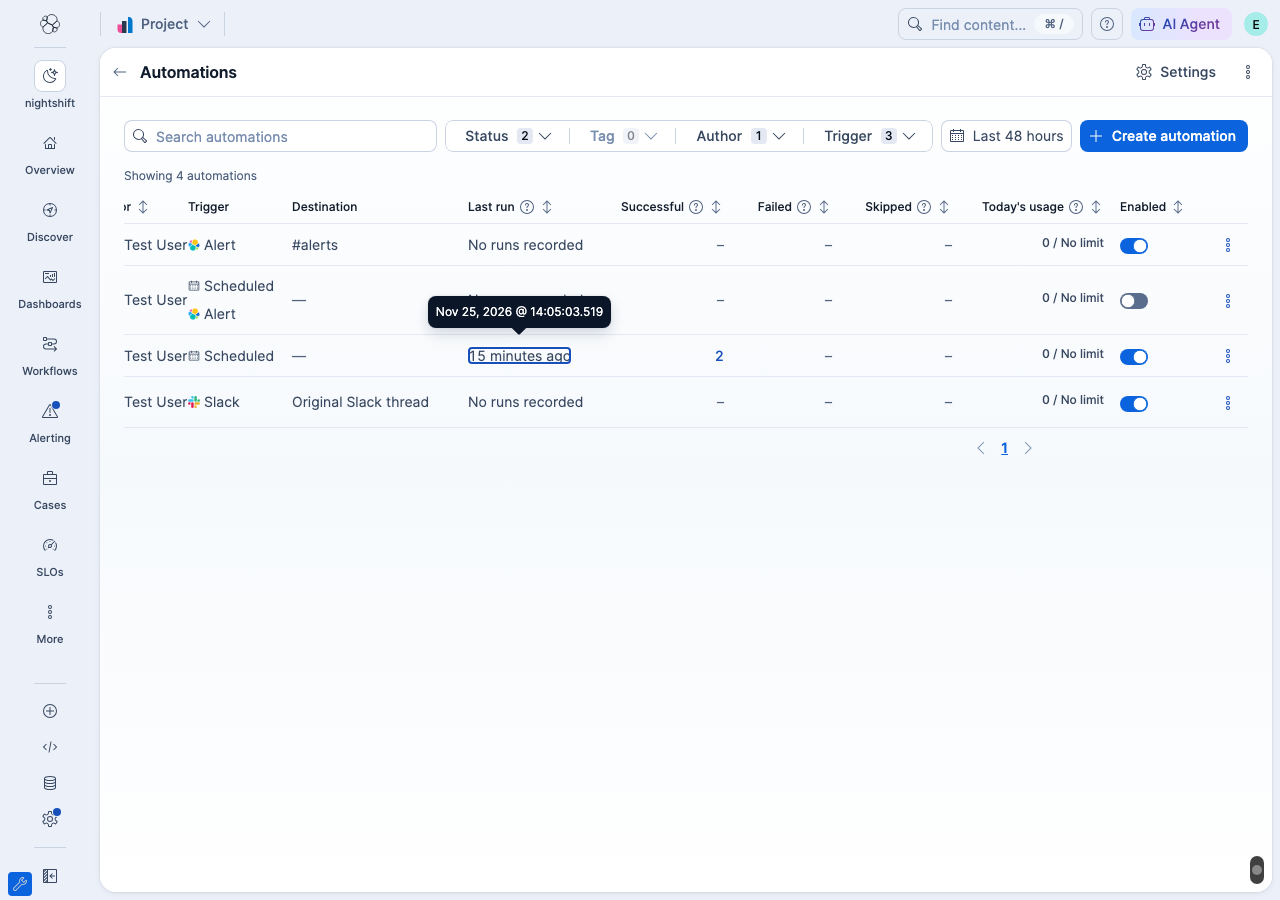 Project
Find content...
⌘ /
AI Agent
E
nightshift
Overview
Discover
Dashboards
Workflows
Alerting
Cases
SLOs
More
Automations
Settings
Search automations
Status 2
Tag 0
Author 1
Trigger 3
Last 48 hours
Create automation
Showing 4 automations
or Trigger Destination Last run Successful Failed Skipped Today's usage Enabled
Test User Alert #alerts No runs recorded – – – 0 / No limit
Test User Scheduled Alert — – – – 0 / No limit
Nov 25, 2026 @ 14:05:03.519
Test User Scheduled — 15 minutes ago 2 – – 0 / No limit
Test User Slack Original Slack thread No runs recorded – – – 0 / No limit
1